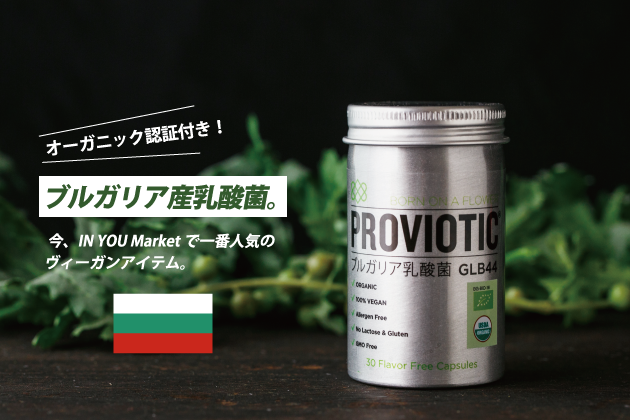 オーガニック認証付き！
ブルガリア産乳酸菌。
今、IN YOU Market で一番人気の
ヴィーガンアイテム。
BORN IN A FLOWER
PROVIOTIC
ブルガリア乳酸菌 GLB44
ORGANIC
100% VEGAN
Allergen Free
No Lactose & Gluten
GMO Free
USDA
ORGANIC
30 Flavor Free Capsules